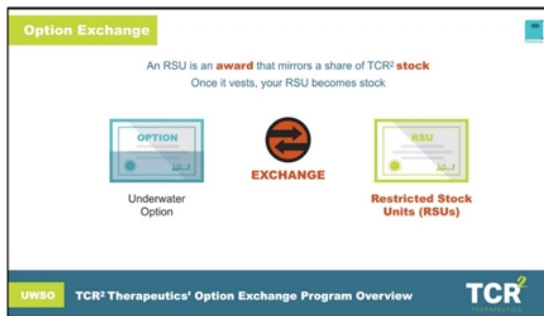 Option Exchange
An RSU is an award that mirrors a share of TCR² stock
Once it vests, your RSU becomes stock
OPTION
RSU
EXCHANGE
Underwater
Option
Restricted Stock
Units (RSUs)
UWSO
TCR² Therapeutics' Option Exchange Program Overview
TCR²
THERAPEUTICS